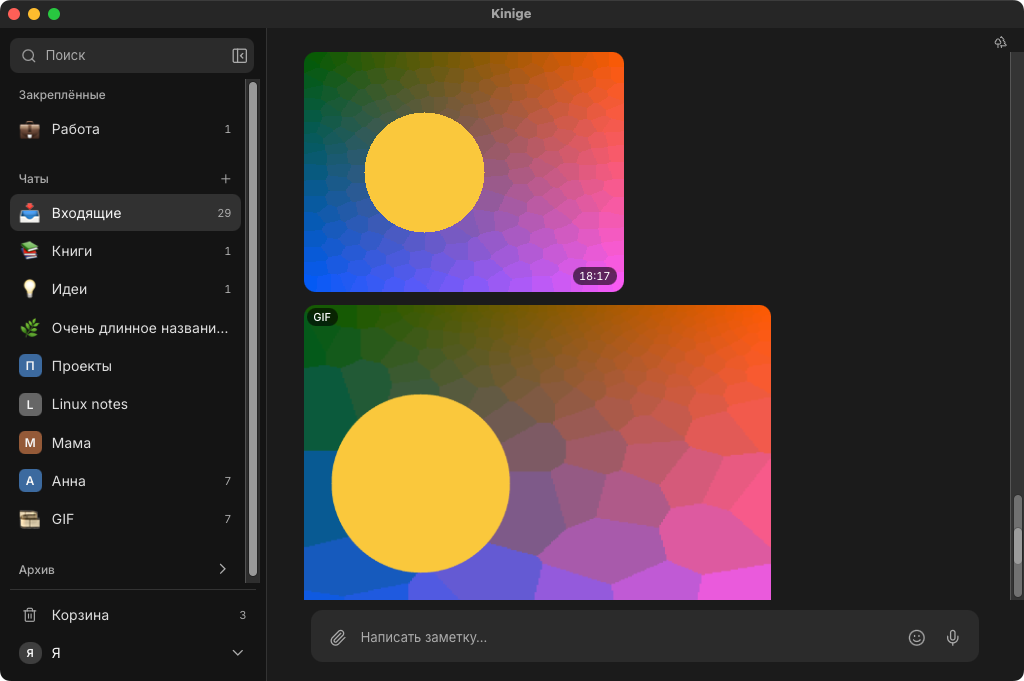 Kinige
Поиск
Закреплённые
Работа 1
Чаты +
Входящие 29
Книги 1
Идеи 1
Очень длинное названи...
П Проекты
L Linux notes
М Мама
А Анна 7
GIF 7
Архив
Корзина 3
Я Я
18:17
GIF
Написать заметку...